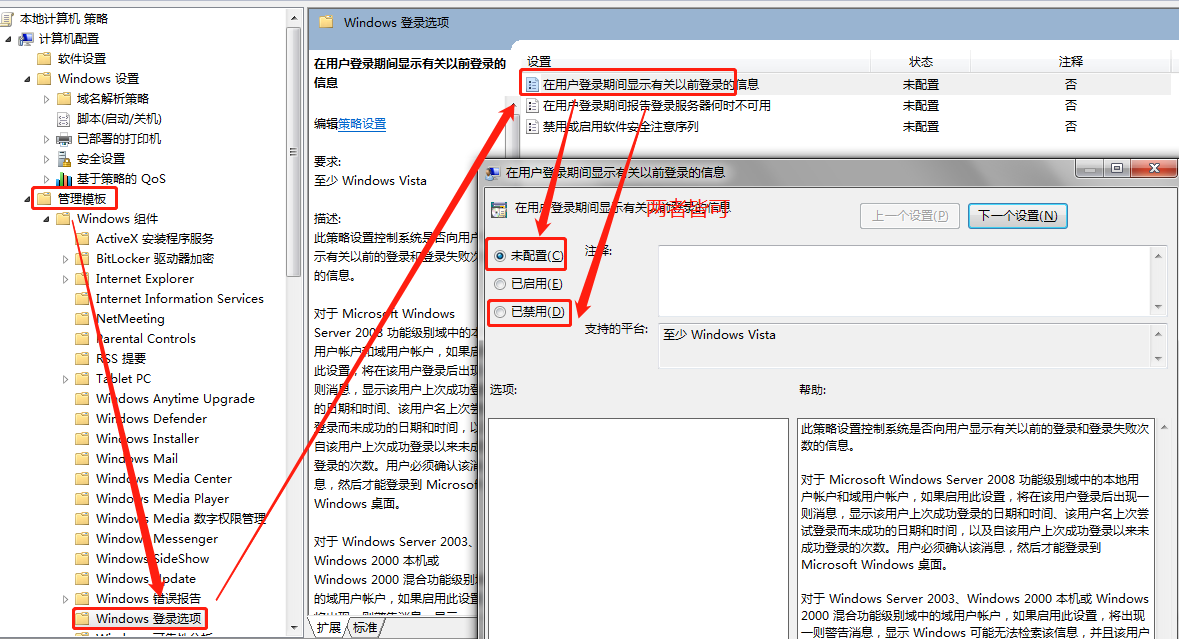 本地计算机 策略
计算机配置
软件设置
Windows 设置
域名解析策略
脚本(启动/关机)
已部署的打印机
安全设置
基于策略的 QoS
管理模板
Windows 组件
ActiveX 安装程序服务
BitLocker 驱动器加密
Internet Explorer
Internet Information Services
NetMeeting
Parental Controls
RSS 提要
Tablet PC
Windows Anytime Upgrade
Windows Defender
Windows Installer
Windows Mail
Windows Media Center
Windows Media Player
Windows Media 数字权限管理
Windows Messenger
Windows SideShow
Windows Update
Windows 错误报告
Windows 登录选项
Windows 登录选项
在用户登录期间显示有关以前登录的
信息
编辑策略设置
要求:
至少 Windows Vista
描述:
此策略设置控制系统是否向用户
示有关以前的登录和登录失败次
的信息。
对于 Microsoft Windows
Server 2008 功能级别域中的本
用户帐户和域用户帐户，如果启
此设置，将在该用户登录后出现
则消息，显示该用户上次成功登
的日期和时间、该用户名上次尝
登录而未成功的日期和时间，以
自该用户上次成功登录以来未成
登录的次数。用户必须确认该消
息，然后才能登录到 Microsof
Windows 桌面。
对于 Windows Server 2003、
Windows 2000 本机或
Windows 2000 混合功能级别
的域用户帐户，如果启用此设置
扩展 标准
设置 状态 注释
在用户登录期间显示有关以前登录的信息 未配置 否
在用户登录期间报告登录服务器何时不可用 未配置 否
禁用或启用软件安全注意序列 未配置 否
在用户登录期间显示有关以前登录的信息
在用户登录期间显示有关以前登录的信息
两者皆可
上一个设置(P) 下一个设置(N)
未配置(C) 注释:
已启用(E)
已禁用(D)
支持的平台: 至少 Windows Vista
选项: 帮助:
此策略设置控制系统是否向用户显示有关以前的登录和登录失败次
数的信息。
对于 Microsoft Windows Server 2008 功能级别域中的本地用
户帐户和域用户帐户，如果启用此设置，将在该用户登录后出现一
则消息，显示该用户上次成功登录的日期和时间、该用户名上次尝
试登录而未成功的日期和时间，以及自该用户上次成功登录以来未
成功登录的次数。用户必须确认该消息，然后才能登录到
Microsoft Windows 桌面。
对于 Windows Server 2003、Windows 2000 本机或 Windows
2000 混合功能级别域中的域用户帐户，如果启用此设置，将出现
一则警告消息，显示 Windows 可能无法检索该信息，并且该用户